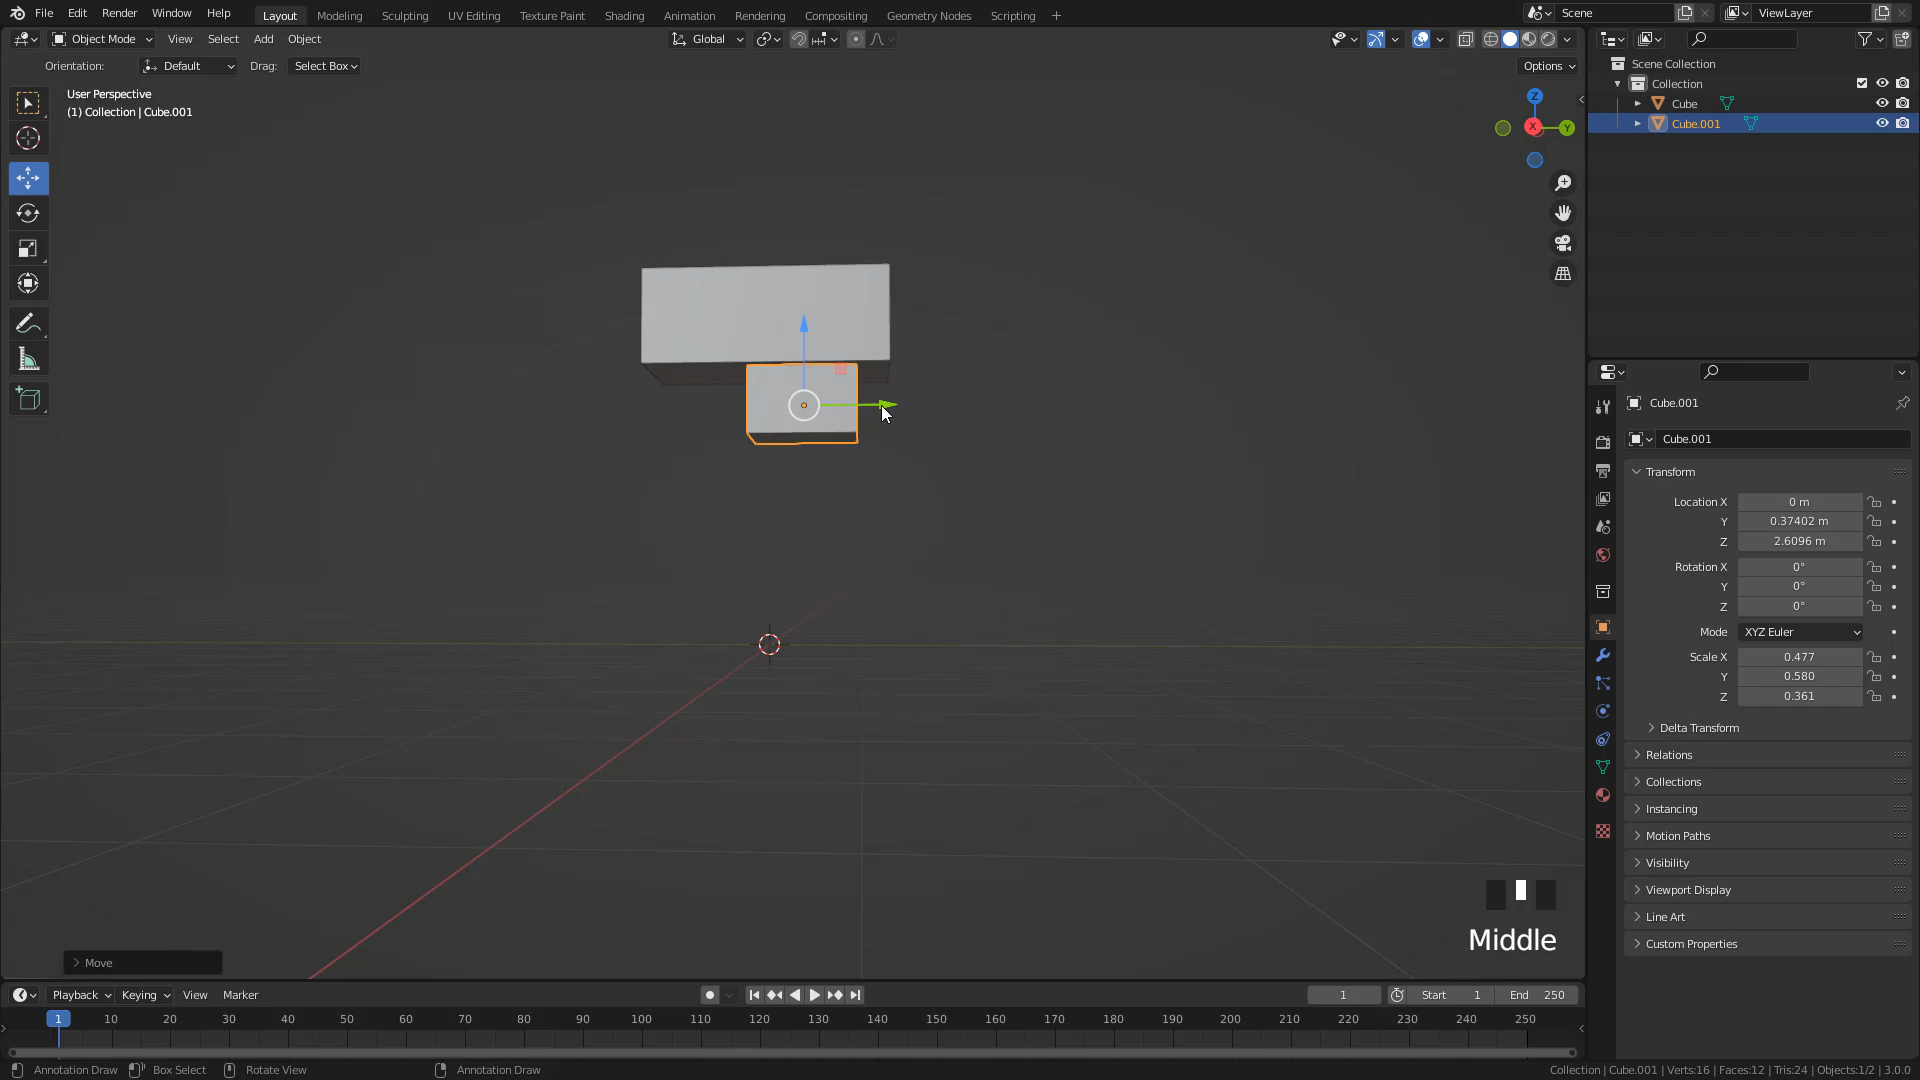 File Edit Render Window Help Layout Modeling Sculpting UV Editing Texture Paint Shading Animation Rendering Compositing Geometry Nodes Scripting + Scene ViewLayer
Object Mode View Select Add Object Global
Orientation: Default Drag: Select Box Options
User Perspective
(1) Collection | Cube.001
Z
X
Y
Scene Collection
Collection
Cube
Cube.001
Cube.001
Cube.001
Transform
Location X 0 m
Y 0.37402 m
Z 2.6096 m
Rotation X 0°
Y 0°
Z 0°
Mode XYZ Euler
Scale X 0.477
Y 0.580
Z 0.361
Delta Transform
Relations
Collections
Instancing
Motion Paths
Visibility
Viewport Display
Line Art
Custom Properties
Middle
Move
Playback Keying View Marker 1 Start 1 End 250
1 10 20 30 40 50 60 70 80 90 100 110 120 130 140 150 160 170 180 190 200 210 220 230 240 250
Annotation Draw Box Select Rotate View Annotation Draw Collection | Cube.001 | Verts:16 | Faces:12 | Tris:24 | Objects:1/2 | 3.0.0